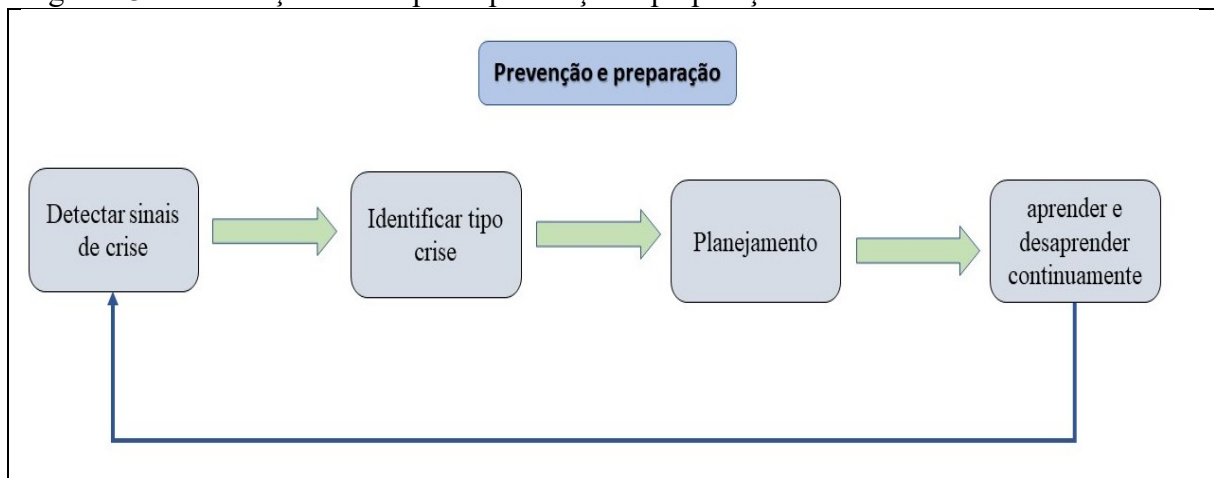 Prevenção e preparação
Detectar sinais
de crise
Identificar tipo
crise
Planejamento
aprender e
desaprender
continuamente